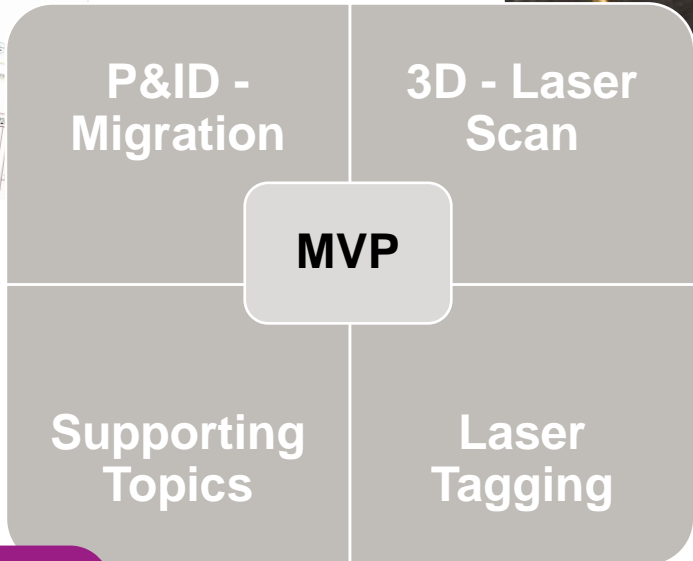 P&ID -
Migration
3D - Laser
Scan
MVP
Supporting
Topics
Laser
Tagging